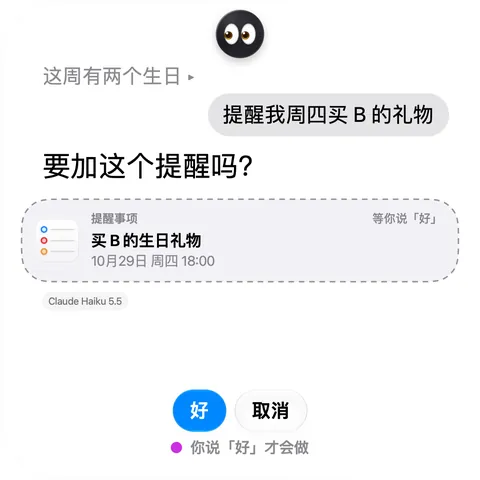 这周有两个生日 ▸
提醒我周四买 B 的礼物
要加这个提醒吗?
提醒事项
等你说「好」
买 B 的生日礼物
10月29日 周四 18:00
Claude Haiku 5.5
好
取消
你说「好」才会做